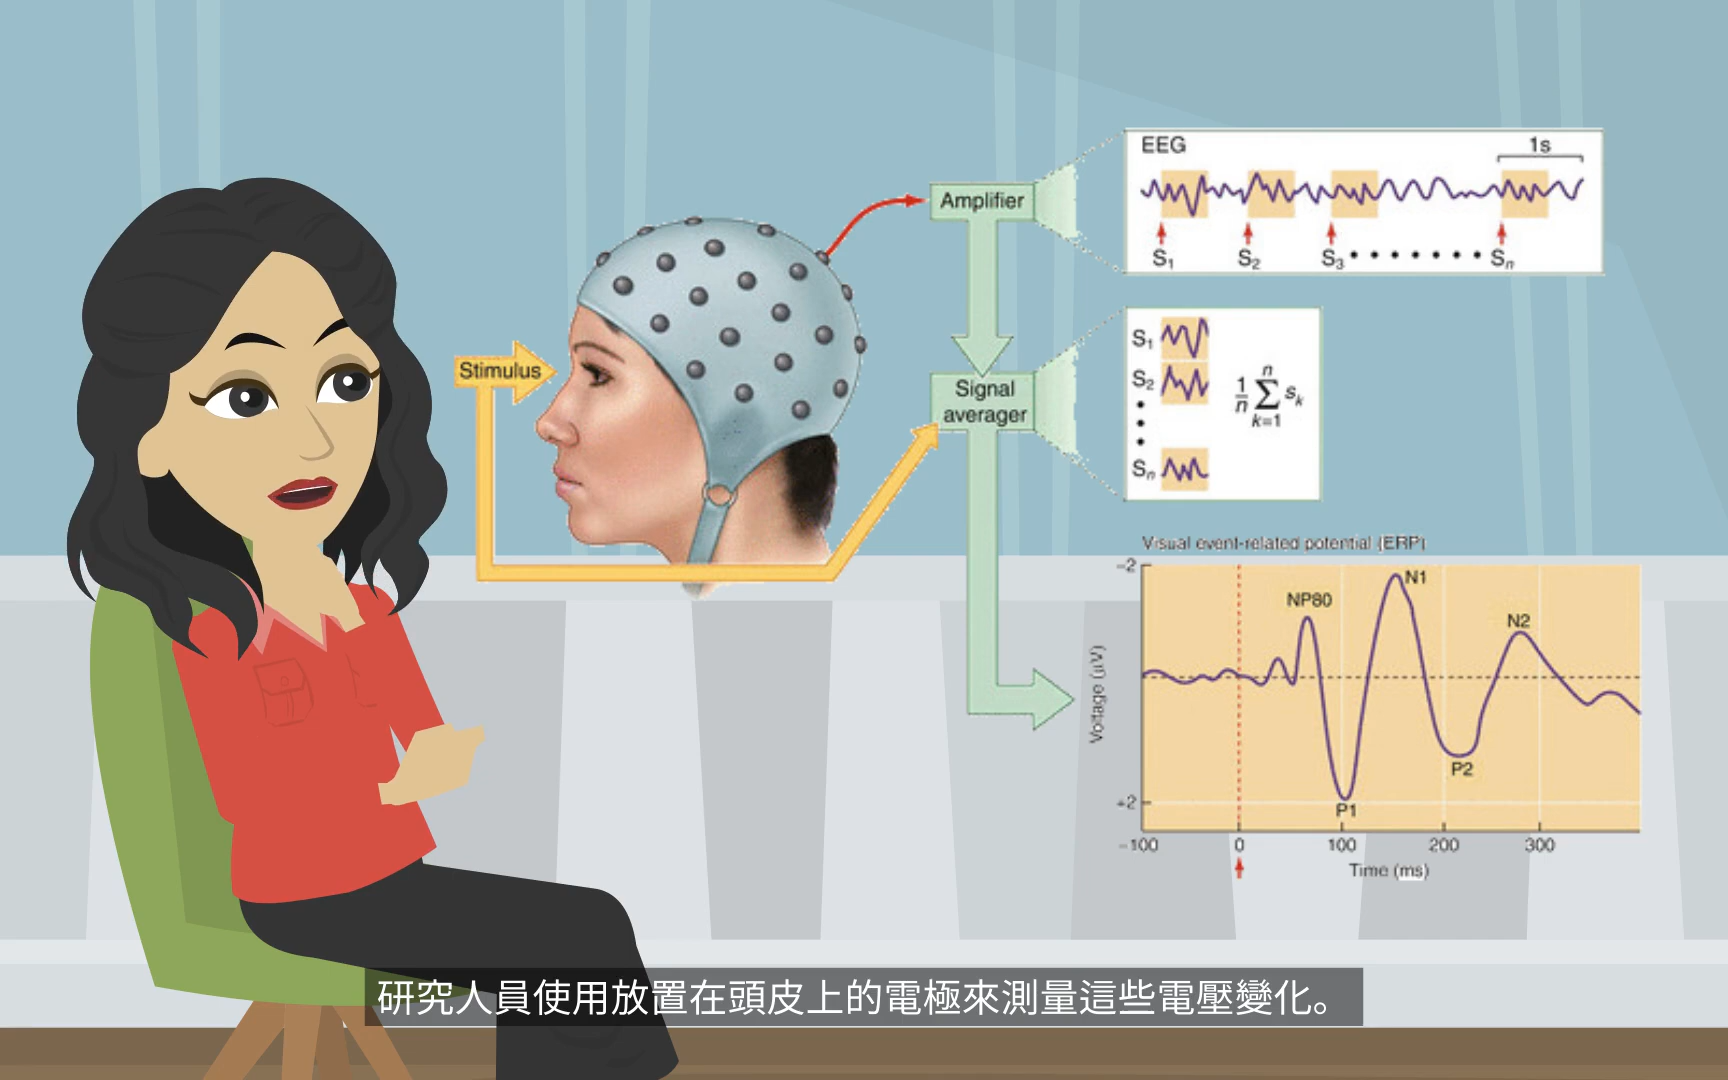 EEG
1s
S1 S2 S3 • • • • • • • • Sn
Amplifier
Stimulus
Signal
averager
S1
S2
Sn
1/n n Σ k=1 sk
Visual event-related potential (ERP)
-2
+2
Voltage (μV)
NP80
N1
N2
P1
P2
-100 0 100 200 300
Time (ms)
研究人員使用放置在頭皮上的電極來測量這些電壓變化。